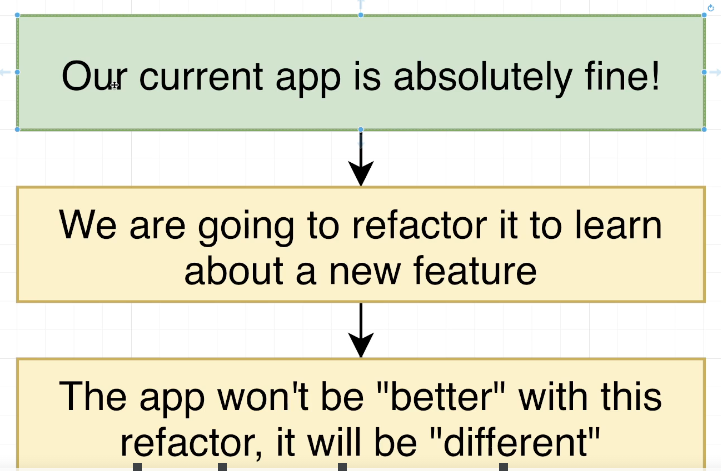 Our current app is absolutely fine!
We are going to refactor it to learn
about a new feature
The app won't be "better" with this
refactor, it will be "different"